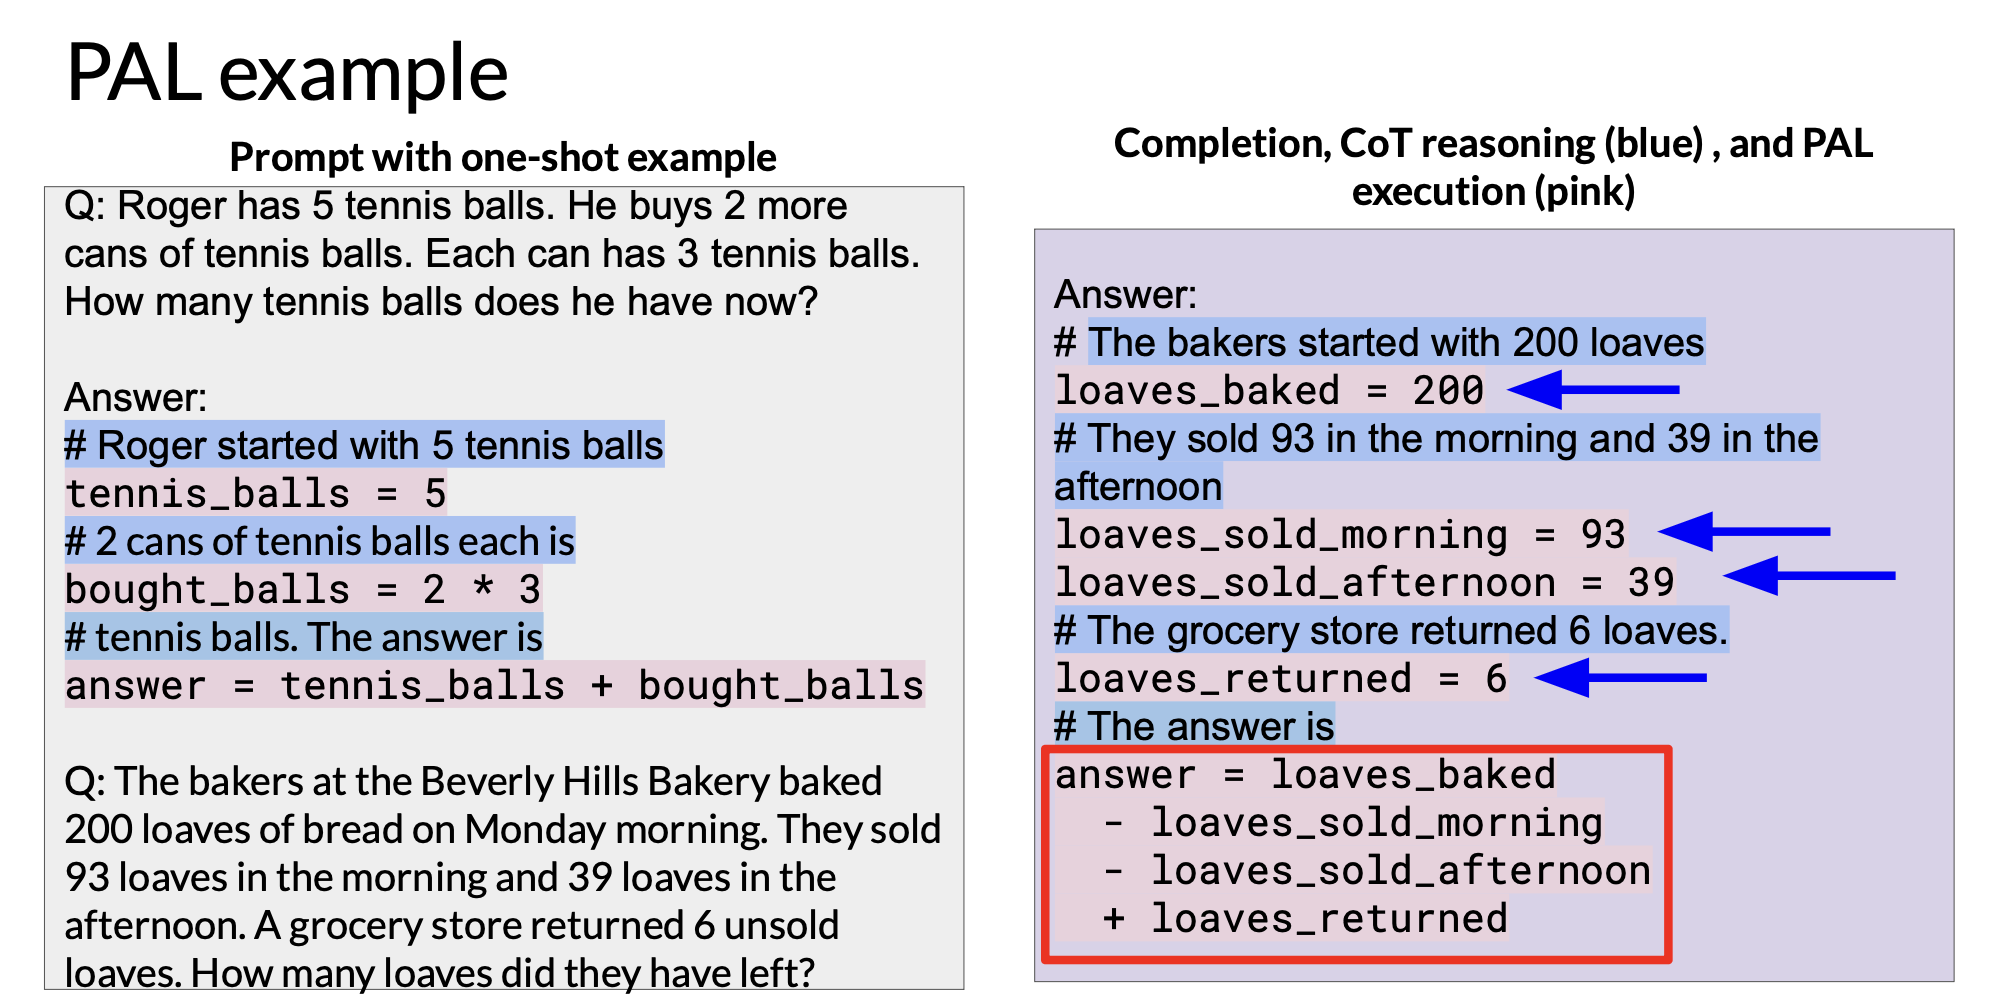 PAL example
Prompt with one-shot example
Q: Roger has 5 tennis balls. He buys 2 more
cans of tennis balls. Each can has 3 tennis balls.
How many tennis balls does he have now?
Answer:
# Roger started with 5 tennis balls
tennis_balls = 5
# 2 cans of tennis balls each is
bought_balls = 2 * 3
# tennis balls. The answer is
answer = tennis_balls + bought_balls
Q: The bakers at the Beverly Hills Bakery baked
200 loaves of bread on Monday morning. They sold
93 loaves in the morning and 39 loaves in the
afternoon. A grocery store returned 6 unsold
loaves. How many loaves did they have left?
Completion, CoT reasoning (blue) , and PAL
execution (pink)
Answer:
# The bakers started with 200 loaves
loaves_baked = 200
# They sold 93 in the morning and 39 in the
afternoon
loaves_sold_morning = 93
loaves_sold_afternoon = 39
# The grocery store returned 6 loaves.
loaves_returned = 6
# The answer is
answer = loaves_baked
- loaves_sold_morning
- loaves_sold_afternoon
+ loaves_returned